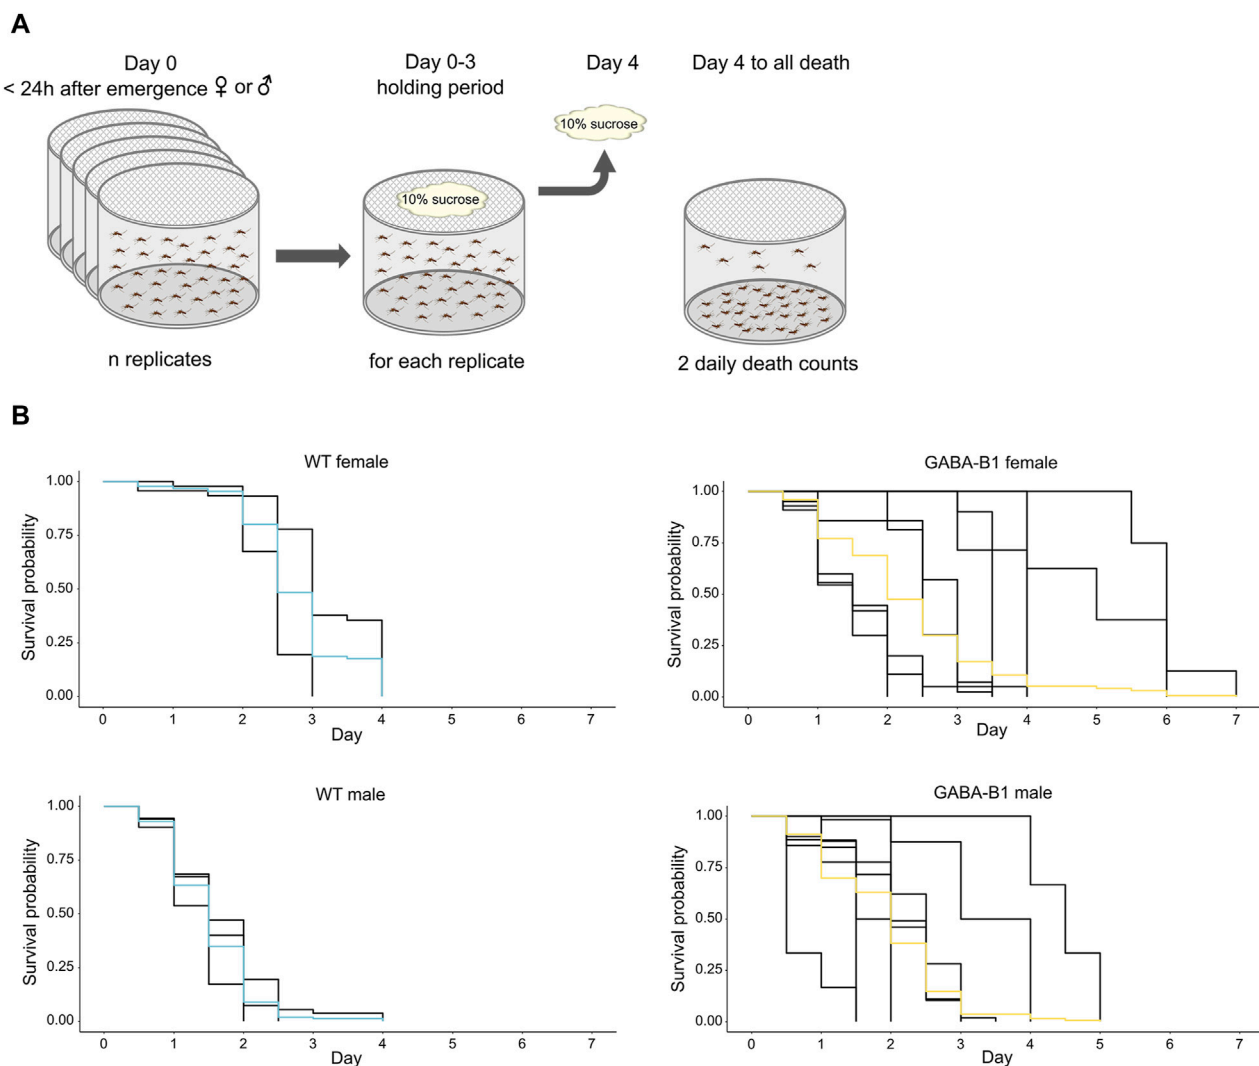 A
Day 0
< 24h after emergence ♀ or ♂
Day 0-3
holding period
Day 4
Day 4 to all death
10% sucrose
10% sucrose
n replicates
for each replicate
2 daily death counts
B
WT female
Survival probability
1.00
0.75
0.50
0.25
0.00
0 1 2 3 4 5 6 7
Day
GABA-B1 female
Survival probability
1.00
0.75
0.50
0.25
0.00
0 1 2 3 4 5 6 7
Day
WT male
Survival probability
1.00
0.75
0.50
0.25
0.00
0 1 2 3 4 5 6 7
Day
GABA-B1 male
Survival probability
1.00
0.75
0.50
0.25
0.00
0 1 2 3 4 5 6 7
Day